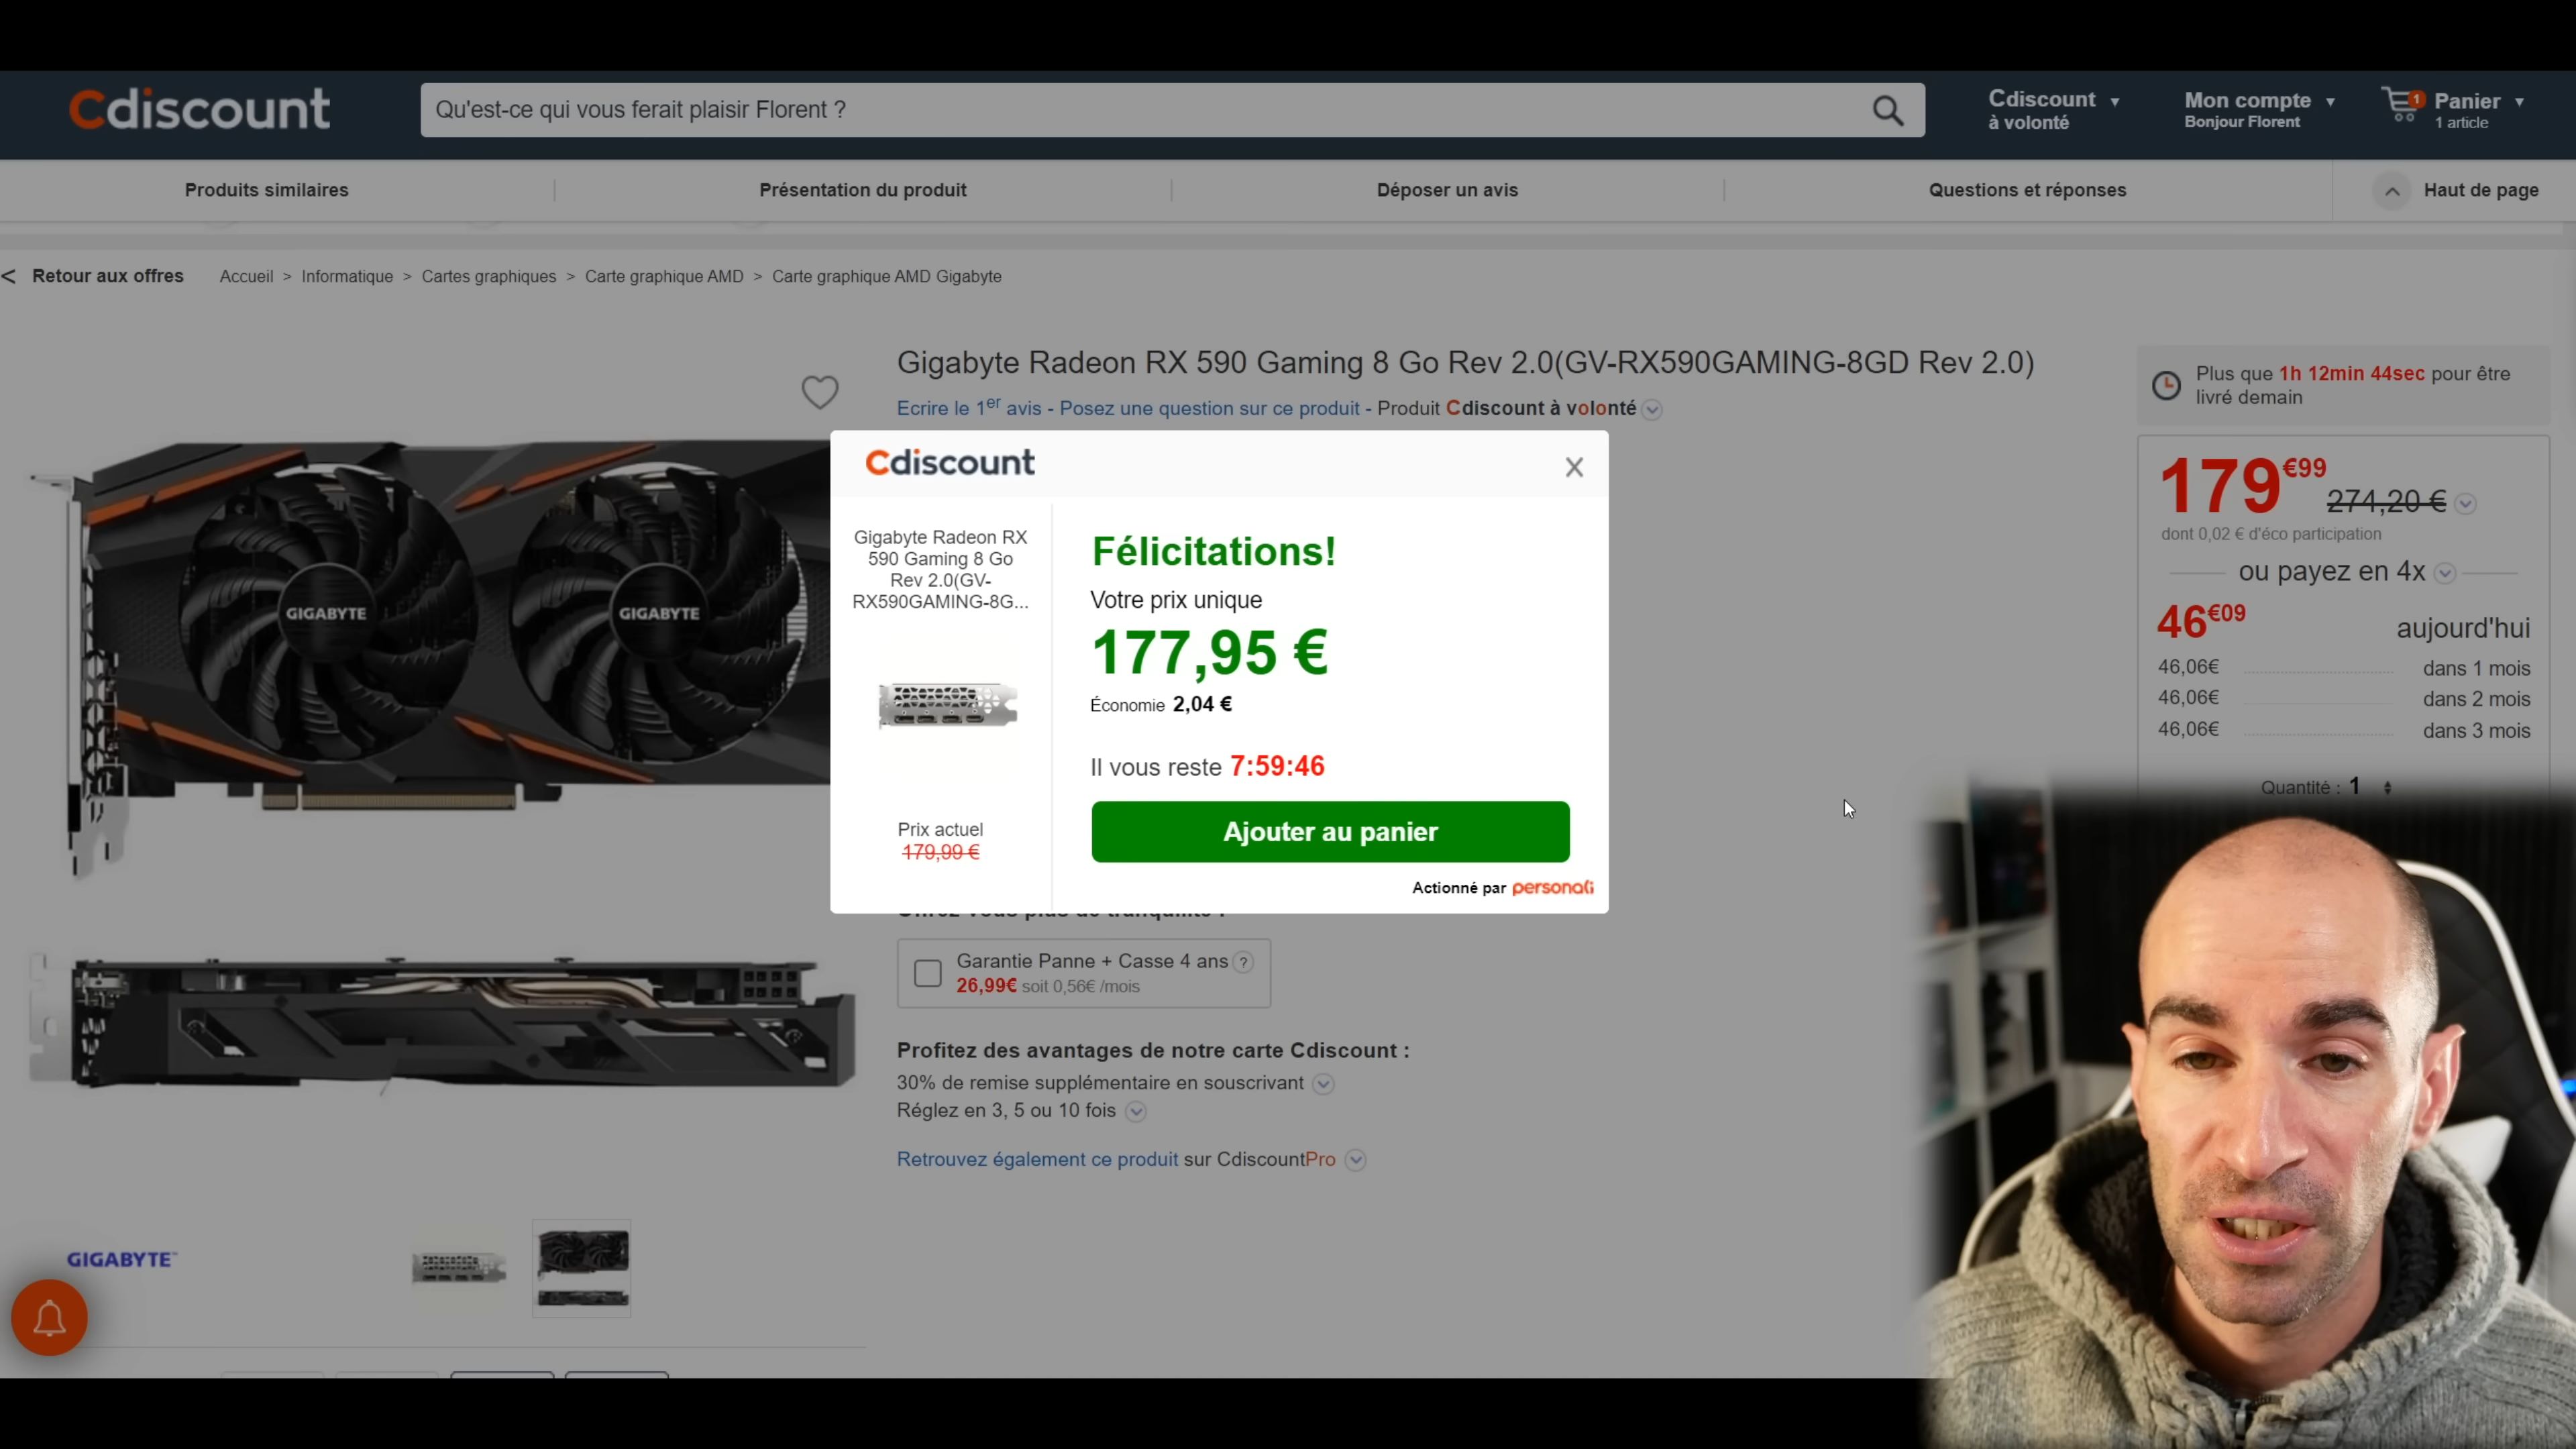 Cdiscount
Qu'est-ce qui vous ferait plaisir Florent ?
Cdiscount
à volonté
Mon compte
Bonjour Florent
1
Panier
1 article
Produits similaires
Présentation du produit
Déposer un avis
Questions et réponses
Haut de page
< Retour aux offres
Accueil > Informatique > Cartes graphiques > Carte graphique AMD > Carte graphique AMD Gigabyte
Gigabyte Radeon RX 590 Gaming 8 Go Rev 2.0(GV-RX590GAMING-8GD Rev 2.0)
Ecrire le 1er avis - Posez une question sur ce produit - Produit Cdiscount à volonté
GIGABYTE
GIGABYTE
Cdiscount
X
Gigabyte Radeon RX
590 Gaming 8 Go
Rev 2.0(GV-
RX590GAMING-8G...
Prix actuel
179,99 €
Félicitations!
Votre prix unique
177,95 €
Économie 2,04 €
Il vous reste 7:59:46
Ajouter au panier
Actionné par personali
Plus que 1h 12min 44sec pour être
livré demain
179€99 274,20 €
dont 0,02 € d'éco participation
ou payez en 4x
46€09 aujourd'hui
46,06€ dans 1 mois
46,06€ dans 2 mois
46,06€ dans 3 mois
Quantité : 1
Garantie Panne + Casse 4 ans ?
26,99€ soit 0,56€ /mois
Profitez des avantages de notre carte Cdiscount :
30% de remise supplémentaire en souscrivant
Réglez en 3, 5 ou 10 fois
Retrouvez également ce produit sur CdiscountPro
GIGABYTE™